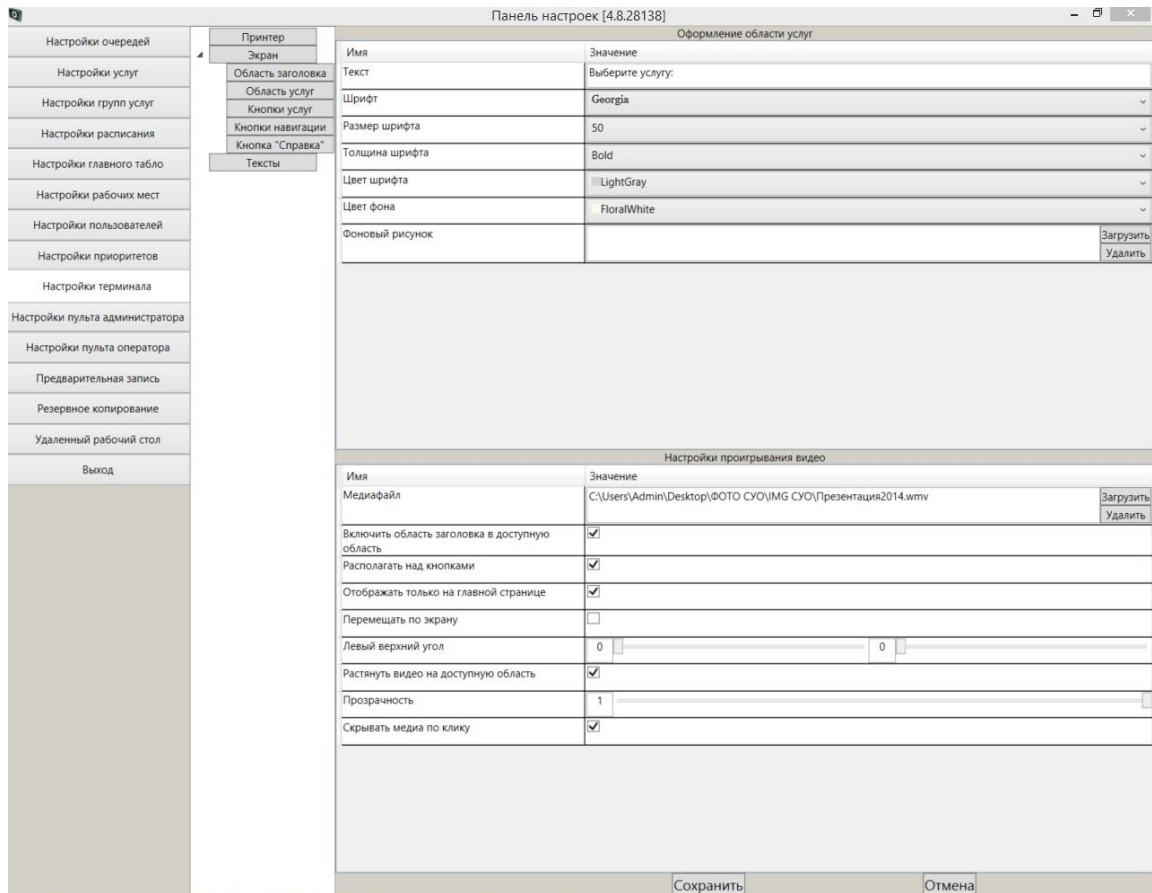 Панель настроек [4.8.28138]
Настройки очередей
Настройки услуг
Настройки групп услуг
Настройки расписания
Настройки главного табло
Настройки рабочих мест
Настройки пользователей
Настройки приоритетов
Настройки терминала
Настройки пульта администратора
Настройки пульта оператора
Предварительная запись
Резервное копирование
Удаленный рабочий стол
Выход
Принтер
Экран
Область заголовка
Область услуг
Кнопки услуг
Кнопки навигации
Кнопка "Справка"
Тексты
Оформление области услуг
Имя Значение
Текст Выберите услугу:
Шрифт Georgia
Размер шрифта 50
Толщина шрифта Bold
Цвет шрифта LightGray
Цвет фона FloralWhite
Фоновый рисунок Загрузить
Удалить
Настройки проигрывания видео
Имя Значение
Медиафайл C:\Users\Admin\Desktop\ФОТО СУО\IMG СУО\Презентация2014.wmv Загрузить
Удалить
Включить область заголовка в доступную
область
Располагать над кнопками
Отображать только на главной странице
Перемещать по экрану
Левый верхний угол 0 0
Растянуть видео на доступную область
Прозрачность 1
Скрывать медиа по клику
Сохранить Отмена